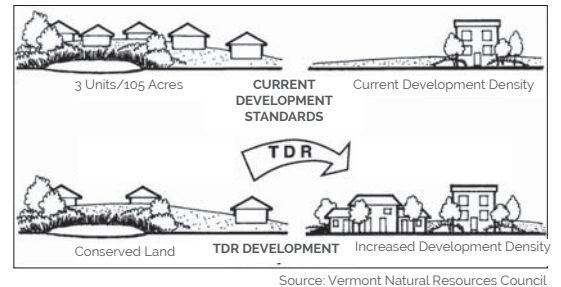 3 Units/105 Acres
CURRENT
DEVELOPMENT
STANDARDS
Current Development Density
TDR
Conserved Land
TDR DEVELOPMENT
Increased Development Density
Source: Vermont Natural Resources Council